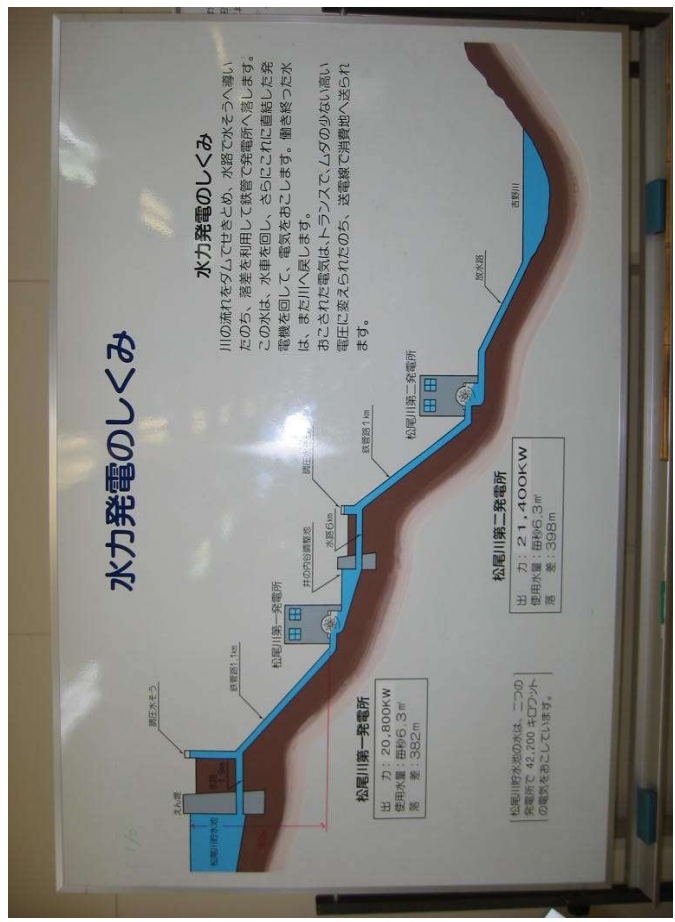 水力発電のしくみ
水力発電のしくみ
川の流れをダムでせきとめ、水路で水そうへ導い
たのち、落差を利用して鉄管で発電所へ落します。
この水は、水車を回し、さらにこれに直結した発
電機を回して、電気をおこします。働き終った水
は、また川へ戻します。
おこされた電気は、トランスで、ムダの少ない高い
電圧に変えられたのち、送電線で消費地へ送られ
ます。
調圧水そう
えん堤
松尾川貯水池
水路
鉄管路1.1km
松尾川第一発電所
井の内谷調整池
水路6km
調圧水
鉄管路1km
松尾川第二発電所
放水路
吉野川
松尾川第一発電所
出 力：20,800KW
使用水量：毎秒6.3㎥
落 差：382m
松尾川第二発電所
出 力：21,400KW
使用水量：毎秒6.3㎥
落 差：398m
松尾川貯水池の水は、二つの
発電所で 42,200 キロワット
の電気をおこしています。